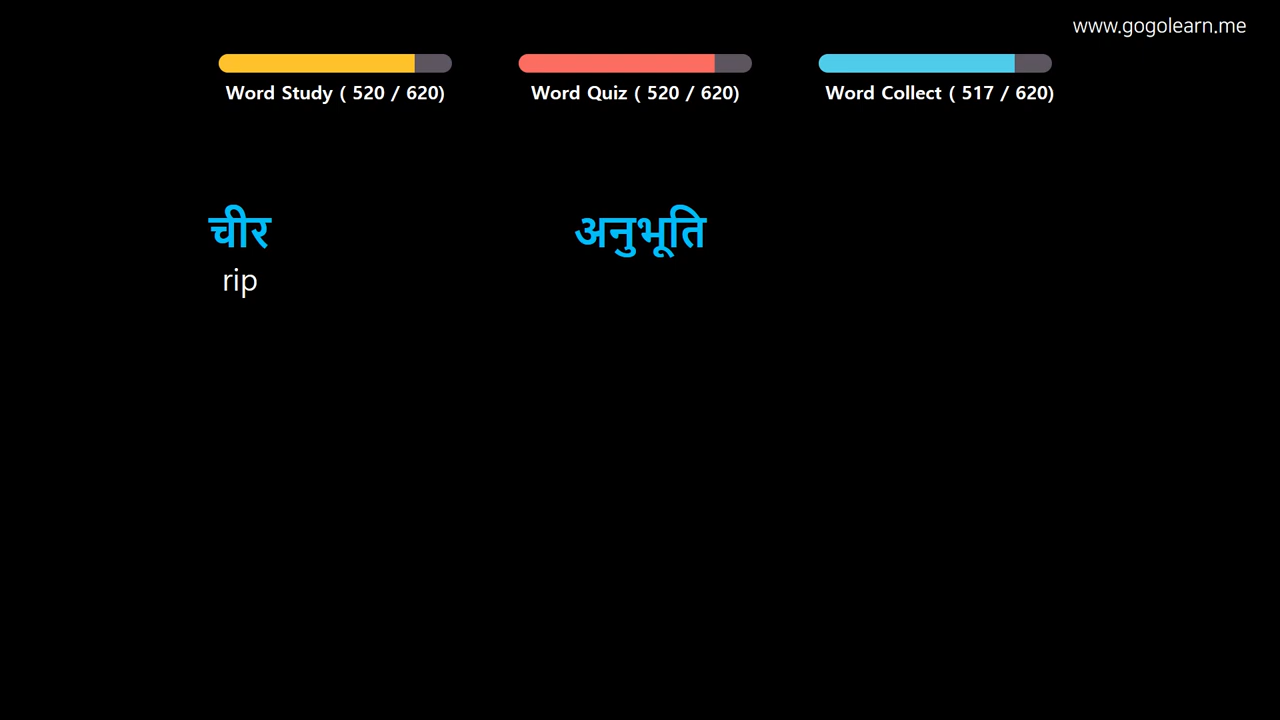 www.gogolearn.me
Word Study ( 520 / 620)
Word Quiz ( 520 / 620)
Word Collect ( 517 / 620)
चीर
अनुभूति
rip